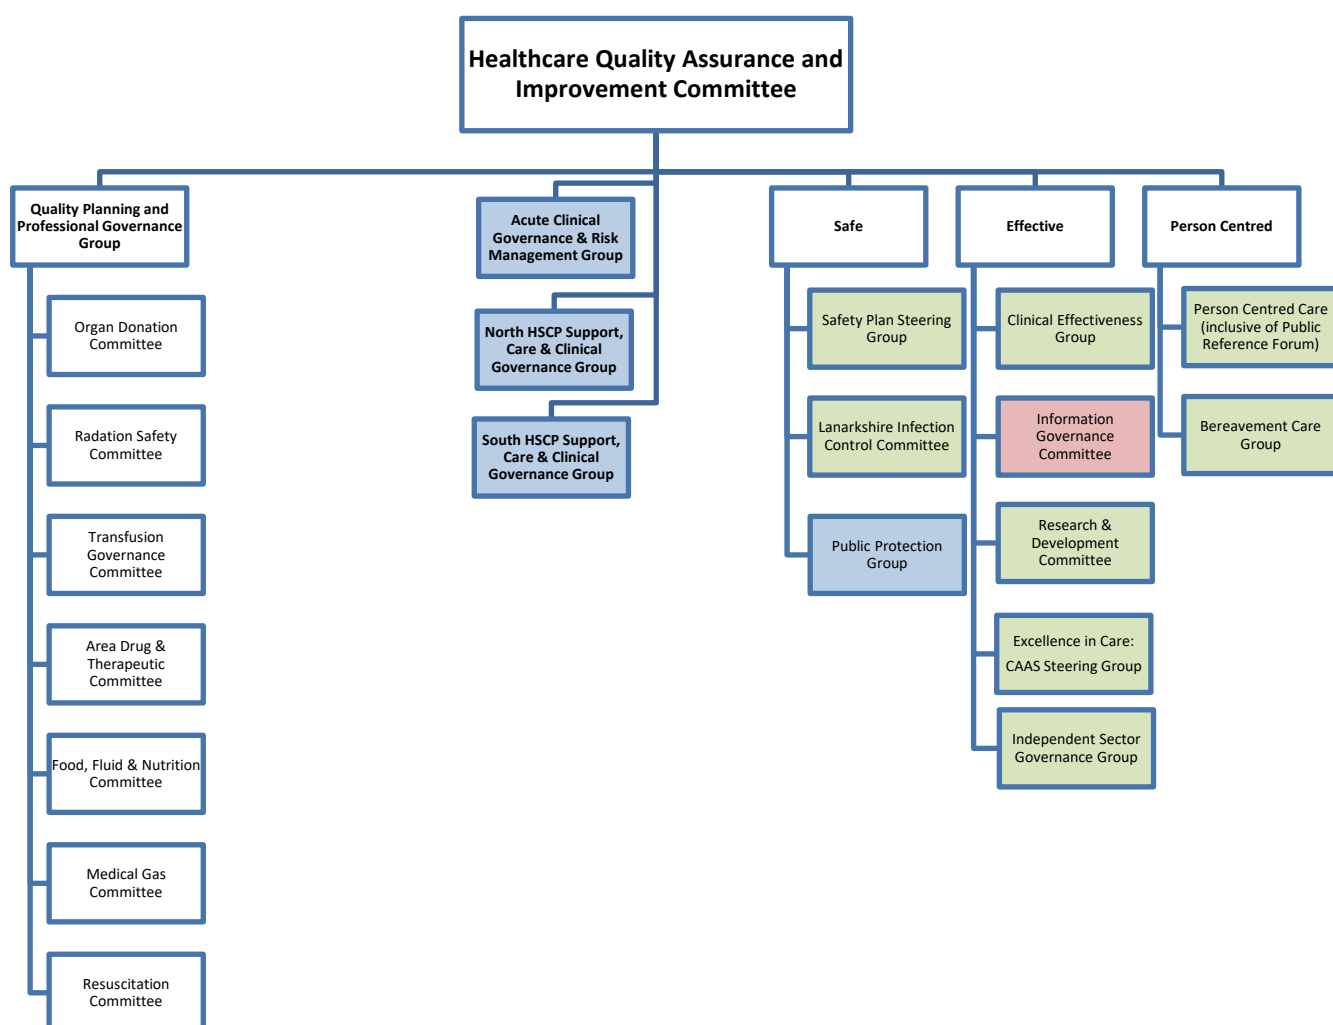 Healthcare Quality Assurance and
Improvement Committee
Quality Planning and
Professional Governance
Group
Organ Donation
Committee
Radation Safety
Committee
Transfusion
Governance
Committee
Area Drug &
Therapeutic
Committee
Food, Fluid & Nutrition
Committee
Medical Gas
Committee
Resuscitation
Committee
Acute Clinical
Governance & Risk
Management Group
North HSCP Support,
Care & Clinical
Governance Group
South HSCP Support,
Care & Clinical
Governance Group
Safe
Safety Plan Steering
Group
Lanarkshire Infection
Control Committee
Public Protection
Group
Effective
Clinical Effectiveness
Group
Information
Governance
Committee
Research &
Development
Committee
Excellence in Care:
CAAS Steering Group
Independent Sector
Governance Group
Person Centred
Person Centred Care
(inclusive of Public
Reference Forum)
Bereavement Care
Group